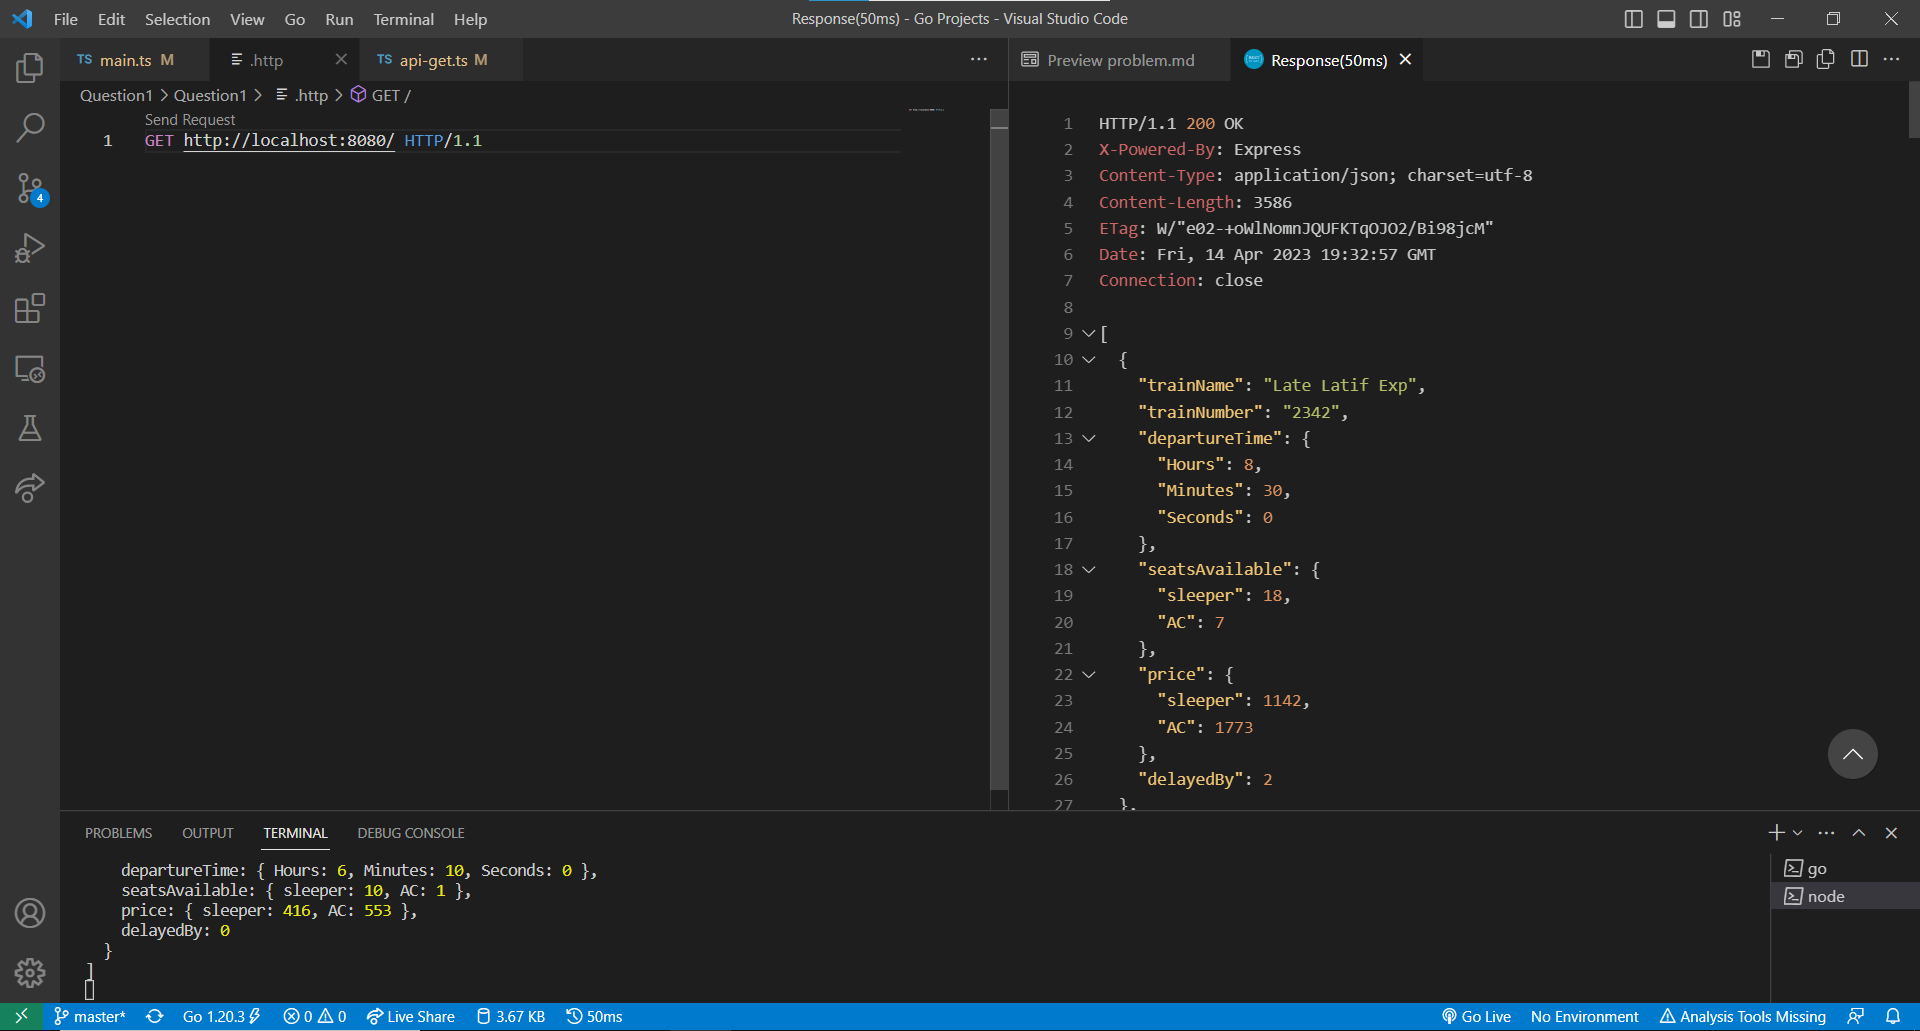 File Edit Selection View Go Run Terminal Help
Response(50ms) - Go Projects - Visual Studio Code
TS main.ts M
.http
TS api-get.ts M
Preview problem.md
Response(50ms)
Question1 > Question1 > .http > GET /
Send Request
1 GET http://localhost:8080/ HTTP/1.1
4
1 HTTP/1.1 200 OK
2 X-Powered-By: Express
3 Content-Type: application/json; charset=utf-8
4 Content-Length: 3586
5 ETag: W/"e02-+oWlNomnJQUFKTqOJO2/Bi98jcM"
6 Date: Fri, 14 Apr 2023 19:32:57 GMT
7 Connection: close
8
9 [
10 {
11 "trainName": "Late Latif Exp",
12 "trainNumber": "2342",
13 "departureTime": {
14 "Hours": 8,
15 "Minutes": 30,
16 "Seconds": 0
17 },
18 "seatsAvailable": {
19 "sleeper": 18,
20 "AC": 7
21 },
22 "price": {
23 "sleeper": 1142,
24 "AC": 1773
25 },
26 "delayedBy": 2
27 },
PROBLEMS OUTPUT TERMINAL DEBUG CONSOLE
departureTime: { Hours: 6, Minutes: 10, Seconds: 0 },
seatsAvailable: { sleeper: 10, AC: 1 },
price: { sleeper: 416, AC: 553 },
delayedBy: 0
}
]
go
node
master* Go 1.20.3 0 0 Live Share 3.67 KB 50ms
Go Live No Environment Analysis Tools Missing